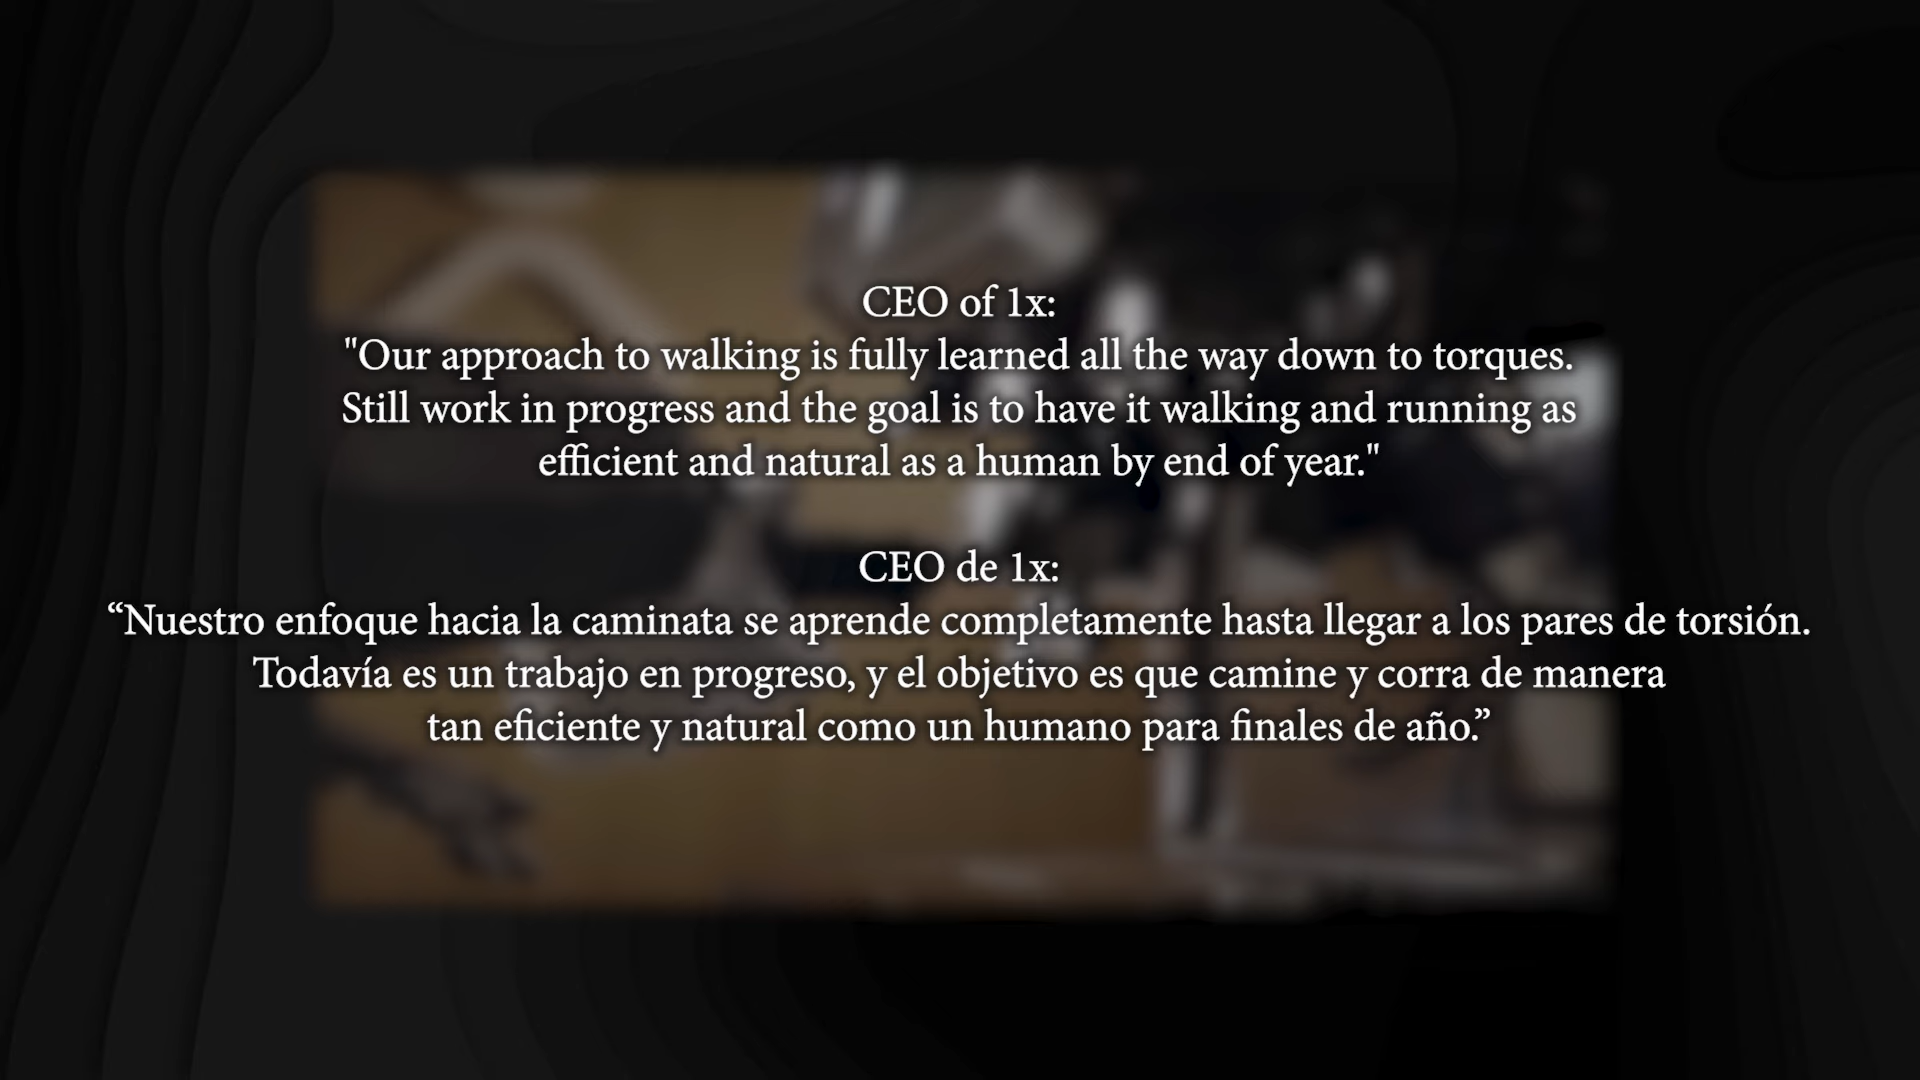 CEO of 1x:
"Our approach to walking is fully learned all the way down to torques.
Still work in progress and the goal is to have it walking and running as
efficient and natural as a human by end of year."
CEO de 1x:
“Nuestro enfoque hacia la caminata se aprende completamente hasta llegar a los pares de torsión.
Todavía es un trabajo en progreso, y el objetivo es que camine y corra de manera
tan eficiente y natural como un humano para finales de año.”